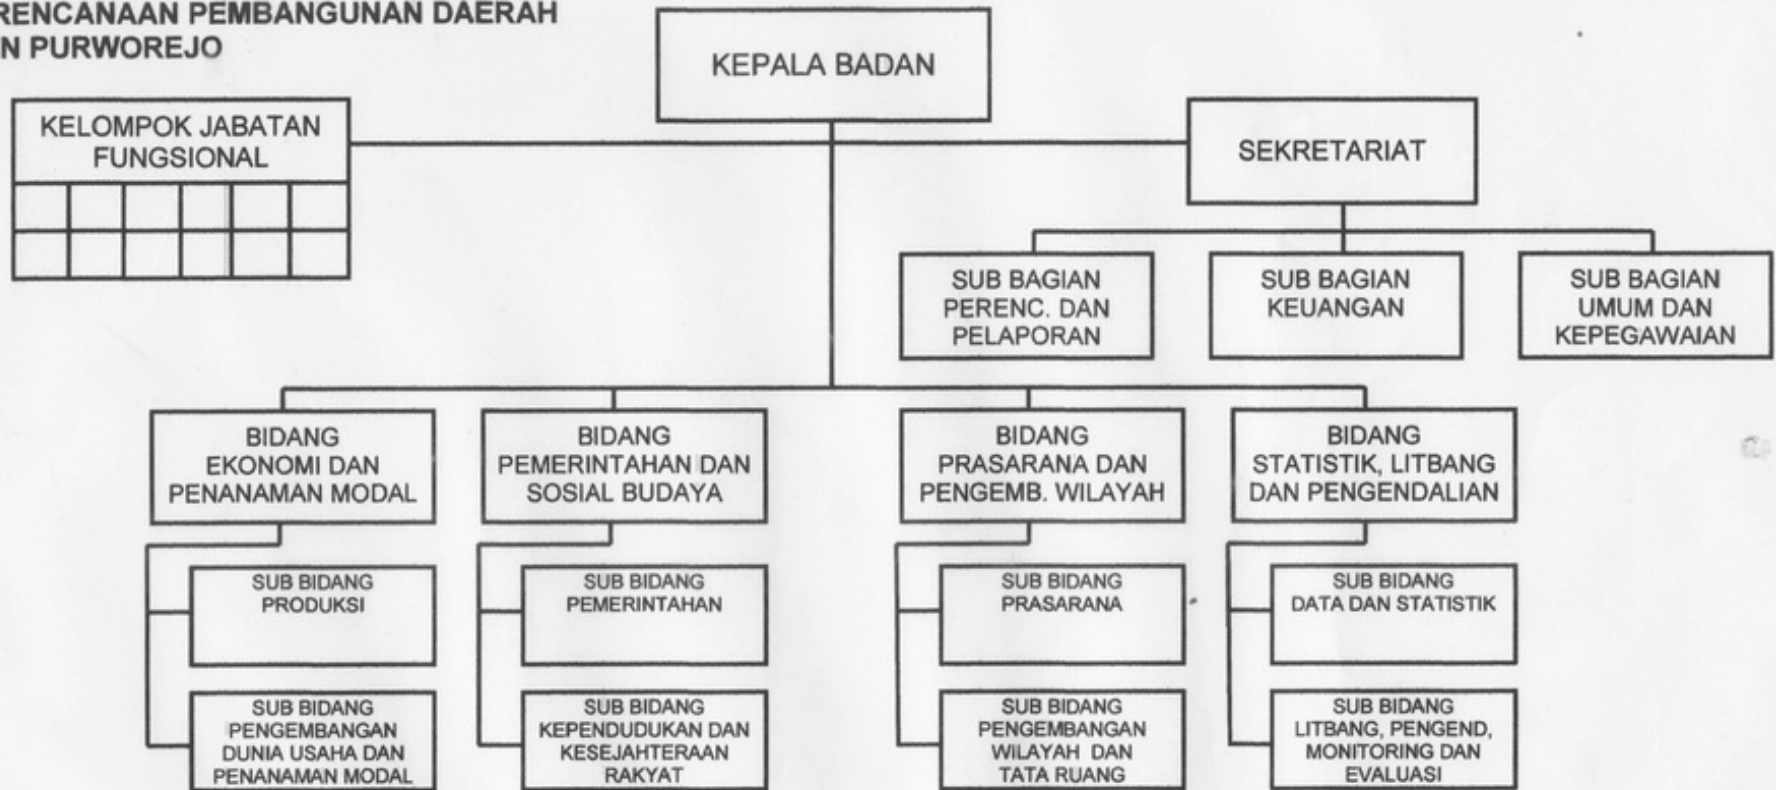 RENCANAAN PEMBANGUNAN DAERAH
N PURWOREJO
KEPALA BADAN
KELOMPOK JABATAN
FUNGSIONAL
SEKRETARIAT
SUB BAGIAN
PERENC. DAN
PELAPORAN
SUB BAGIAN
KEUANGAN
SUB BAGIAN
UMUM DAN
KEPEGAWAIAN
BIDANG
EKONOMI DAN
PENANAMAN MODAL
BIDANG
PEMERINTAHAN DAN
SOSIAL BUDAYA
BIDANG
PRASARANA DAN
PENGEMB. WILAYAH
BIDANG
STATISTIK, LITBANG
DAN PENGENDALIAN
SUB BIDANG
PRODUKSI
SUB BIDANG
PEMERINTAHAN
SUB BIDANG
PRASARANA
SUB BIDANG
DATA DAN STATISTIK
SUB BIDANG
PENGEMBANGAN
DUNIA USAHA DAN
PENANAMAN MODAL
SUB BIDANG
KEPENDUDUKAN DAN
KESEJAHTERAAN
RAKYAT
SUB BIDANG
PENGEMBANGAN
WILAYAH DAN
TATA RUANG
SUB BIDANG
LITBANG, PENGEND,
MONITORING DAN
EVALUASI